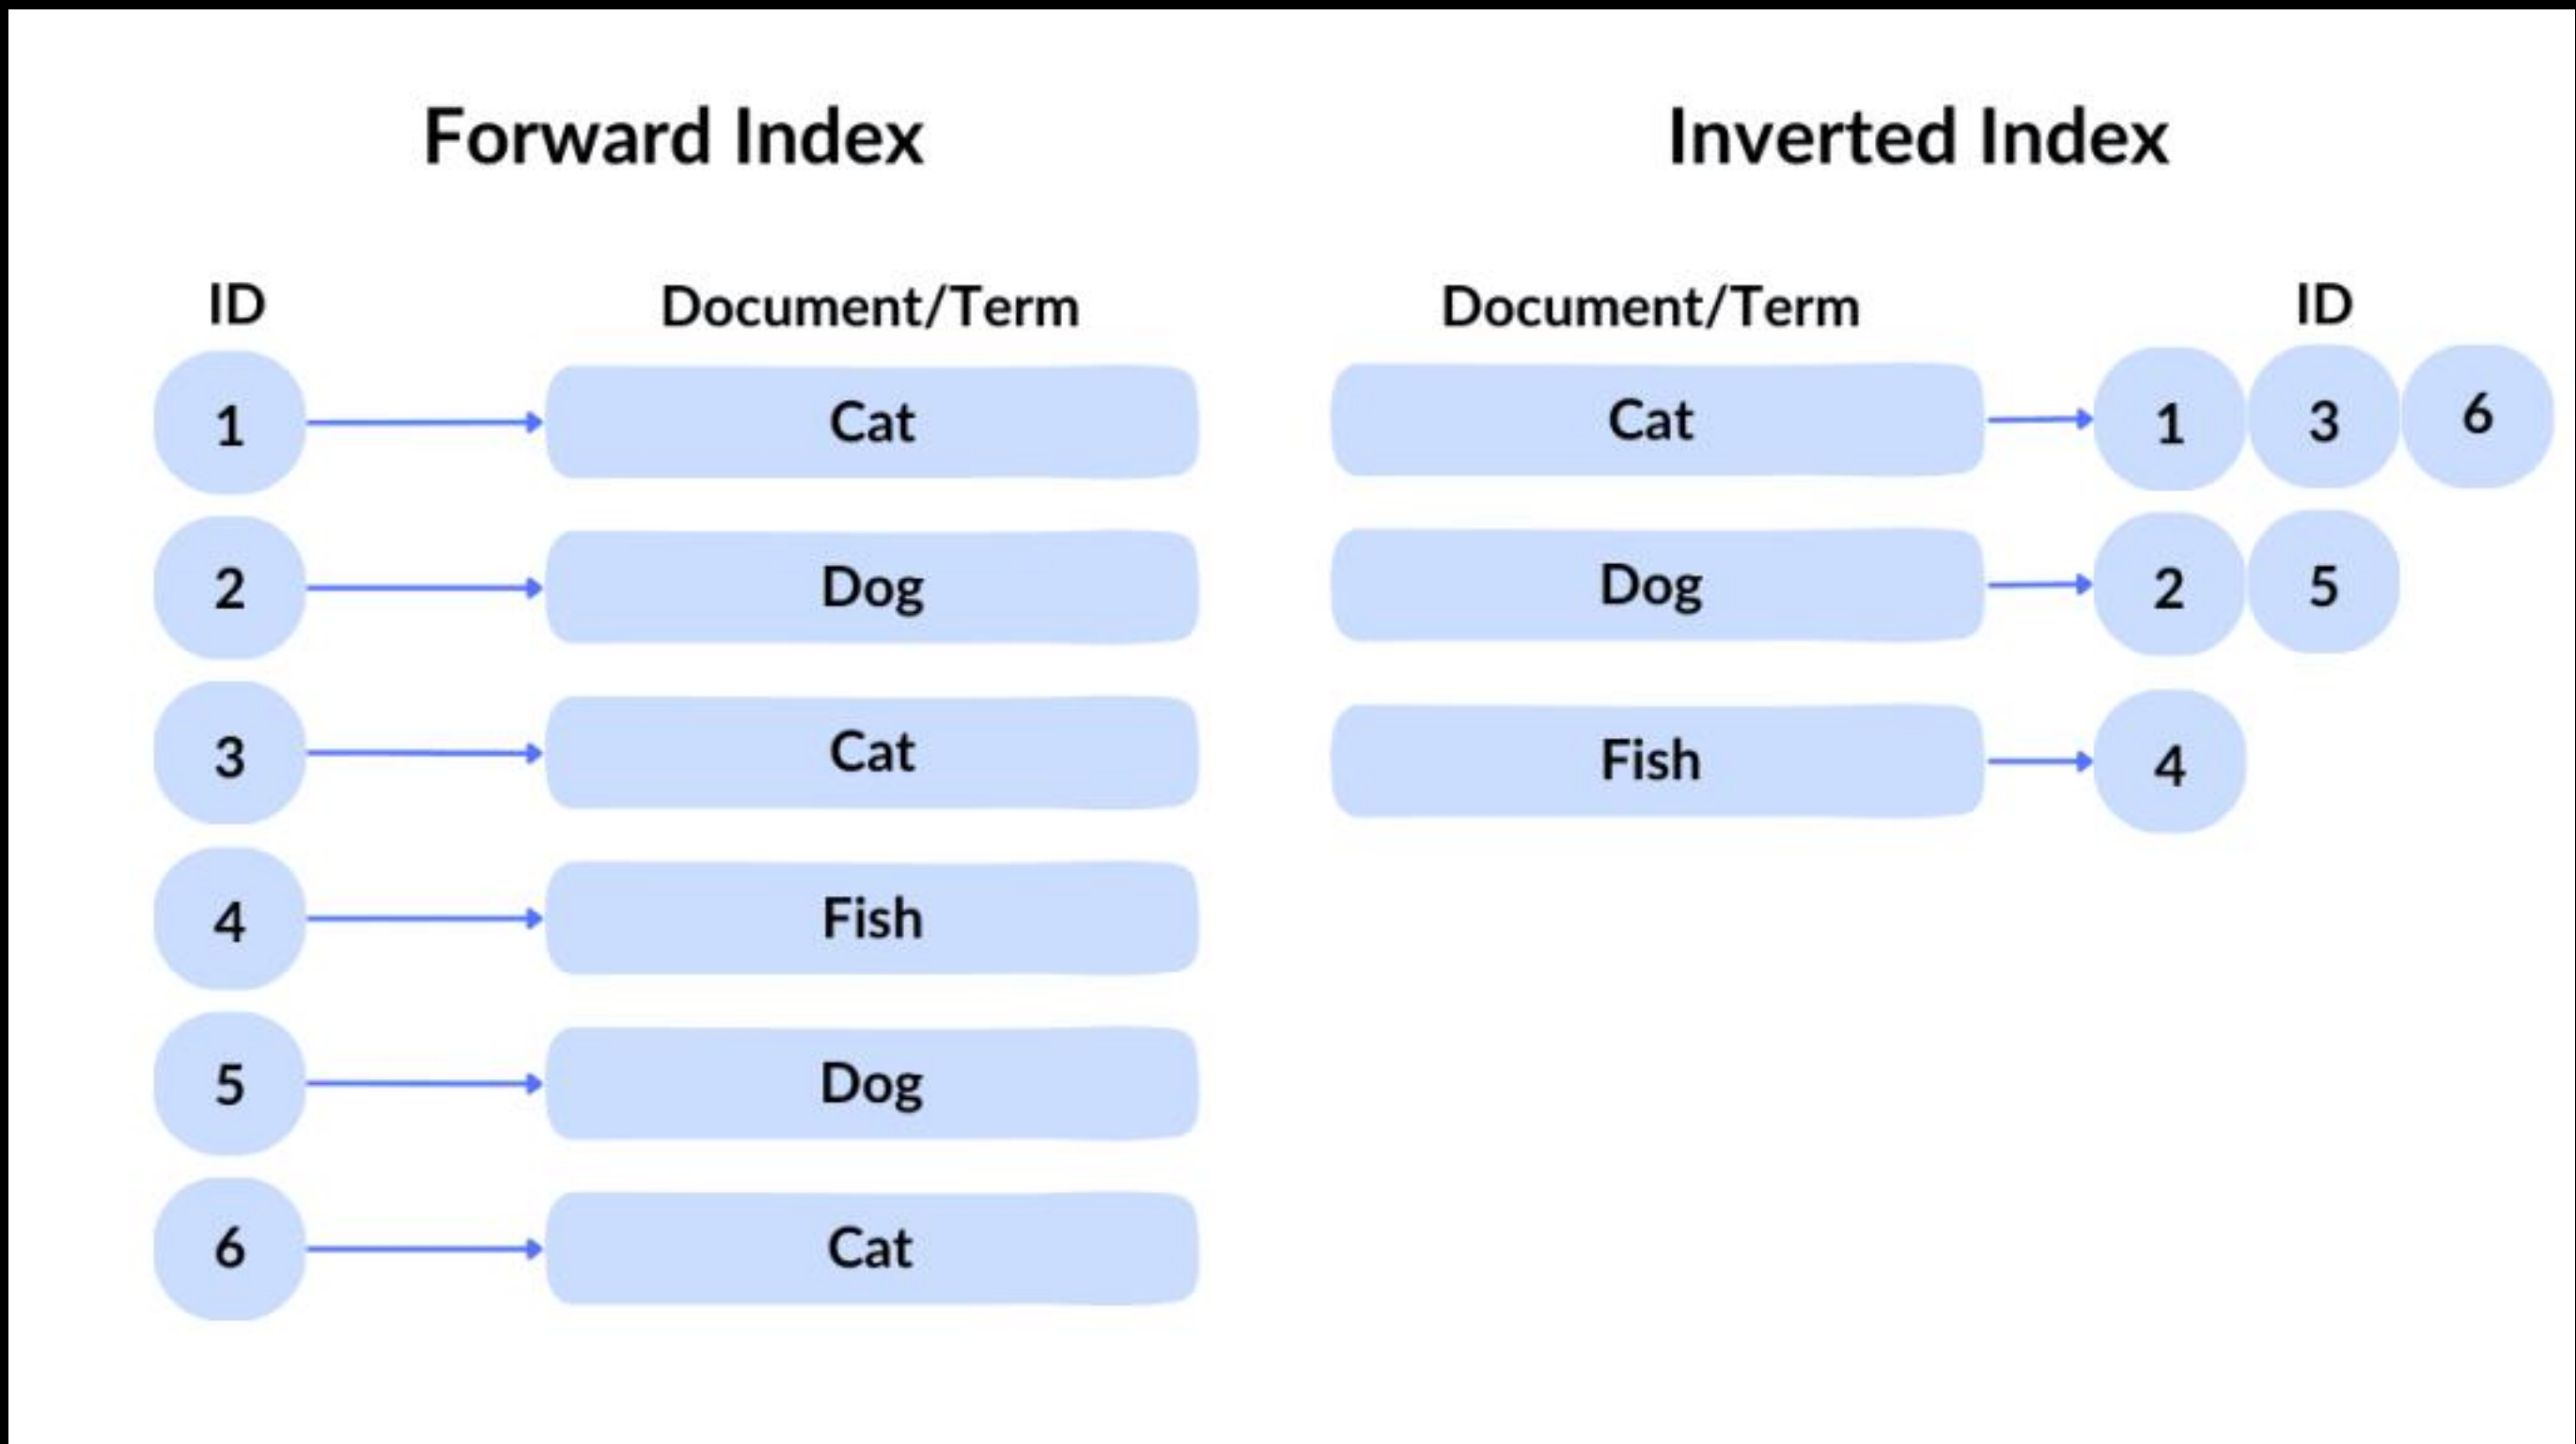 Forward Index
ID Document/Term
1 Cat
2 Dog
3 Cat
4 Fish
5 Dog
6 Cat
Inverted Index
Document/Term ID
Cat 1 3 6
Dog 2 5
Fish 4